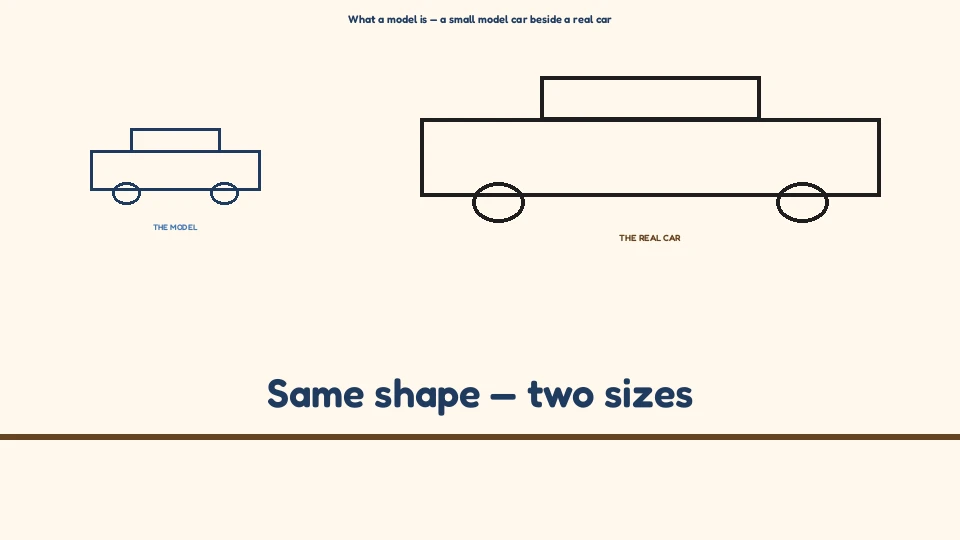 What a model is — a small model car beside a real car
THE MODEL
THE REAL CAR
Same shape — two sizes